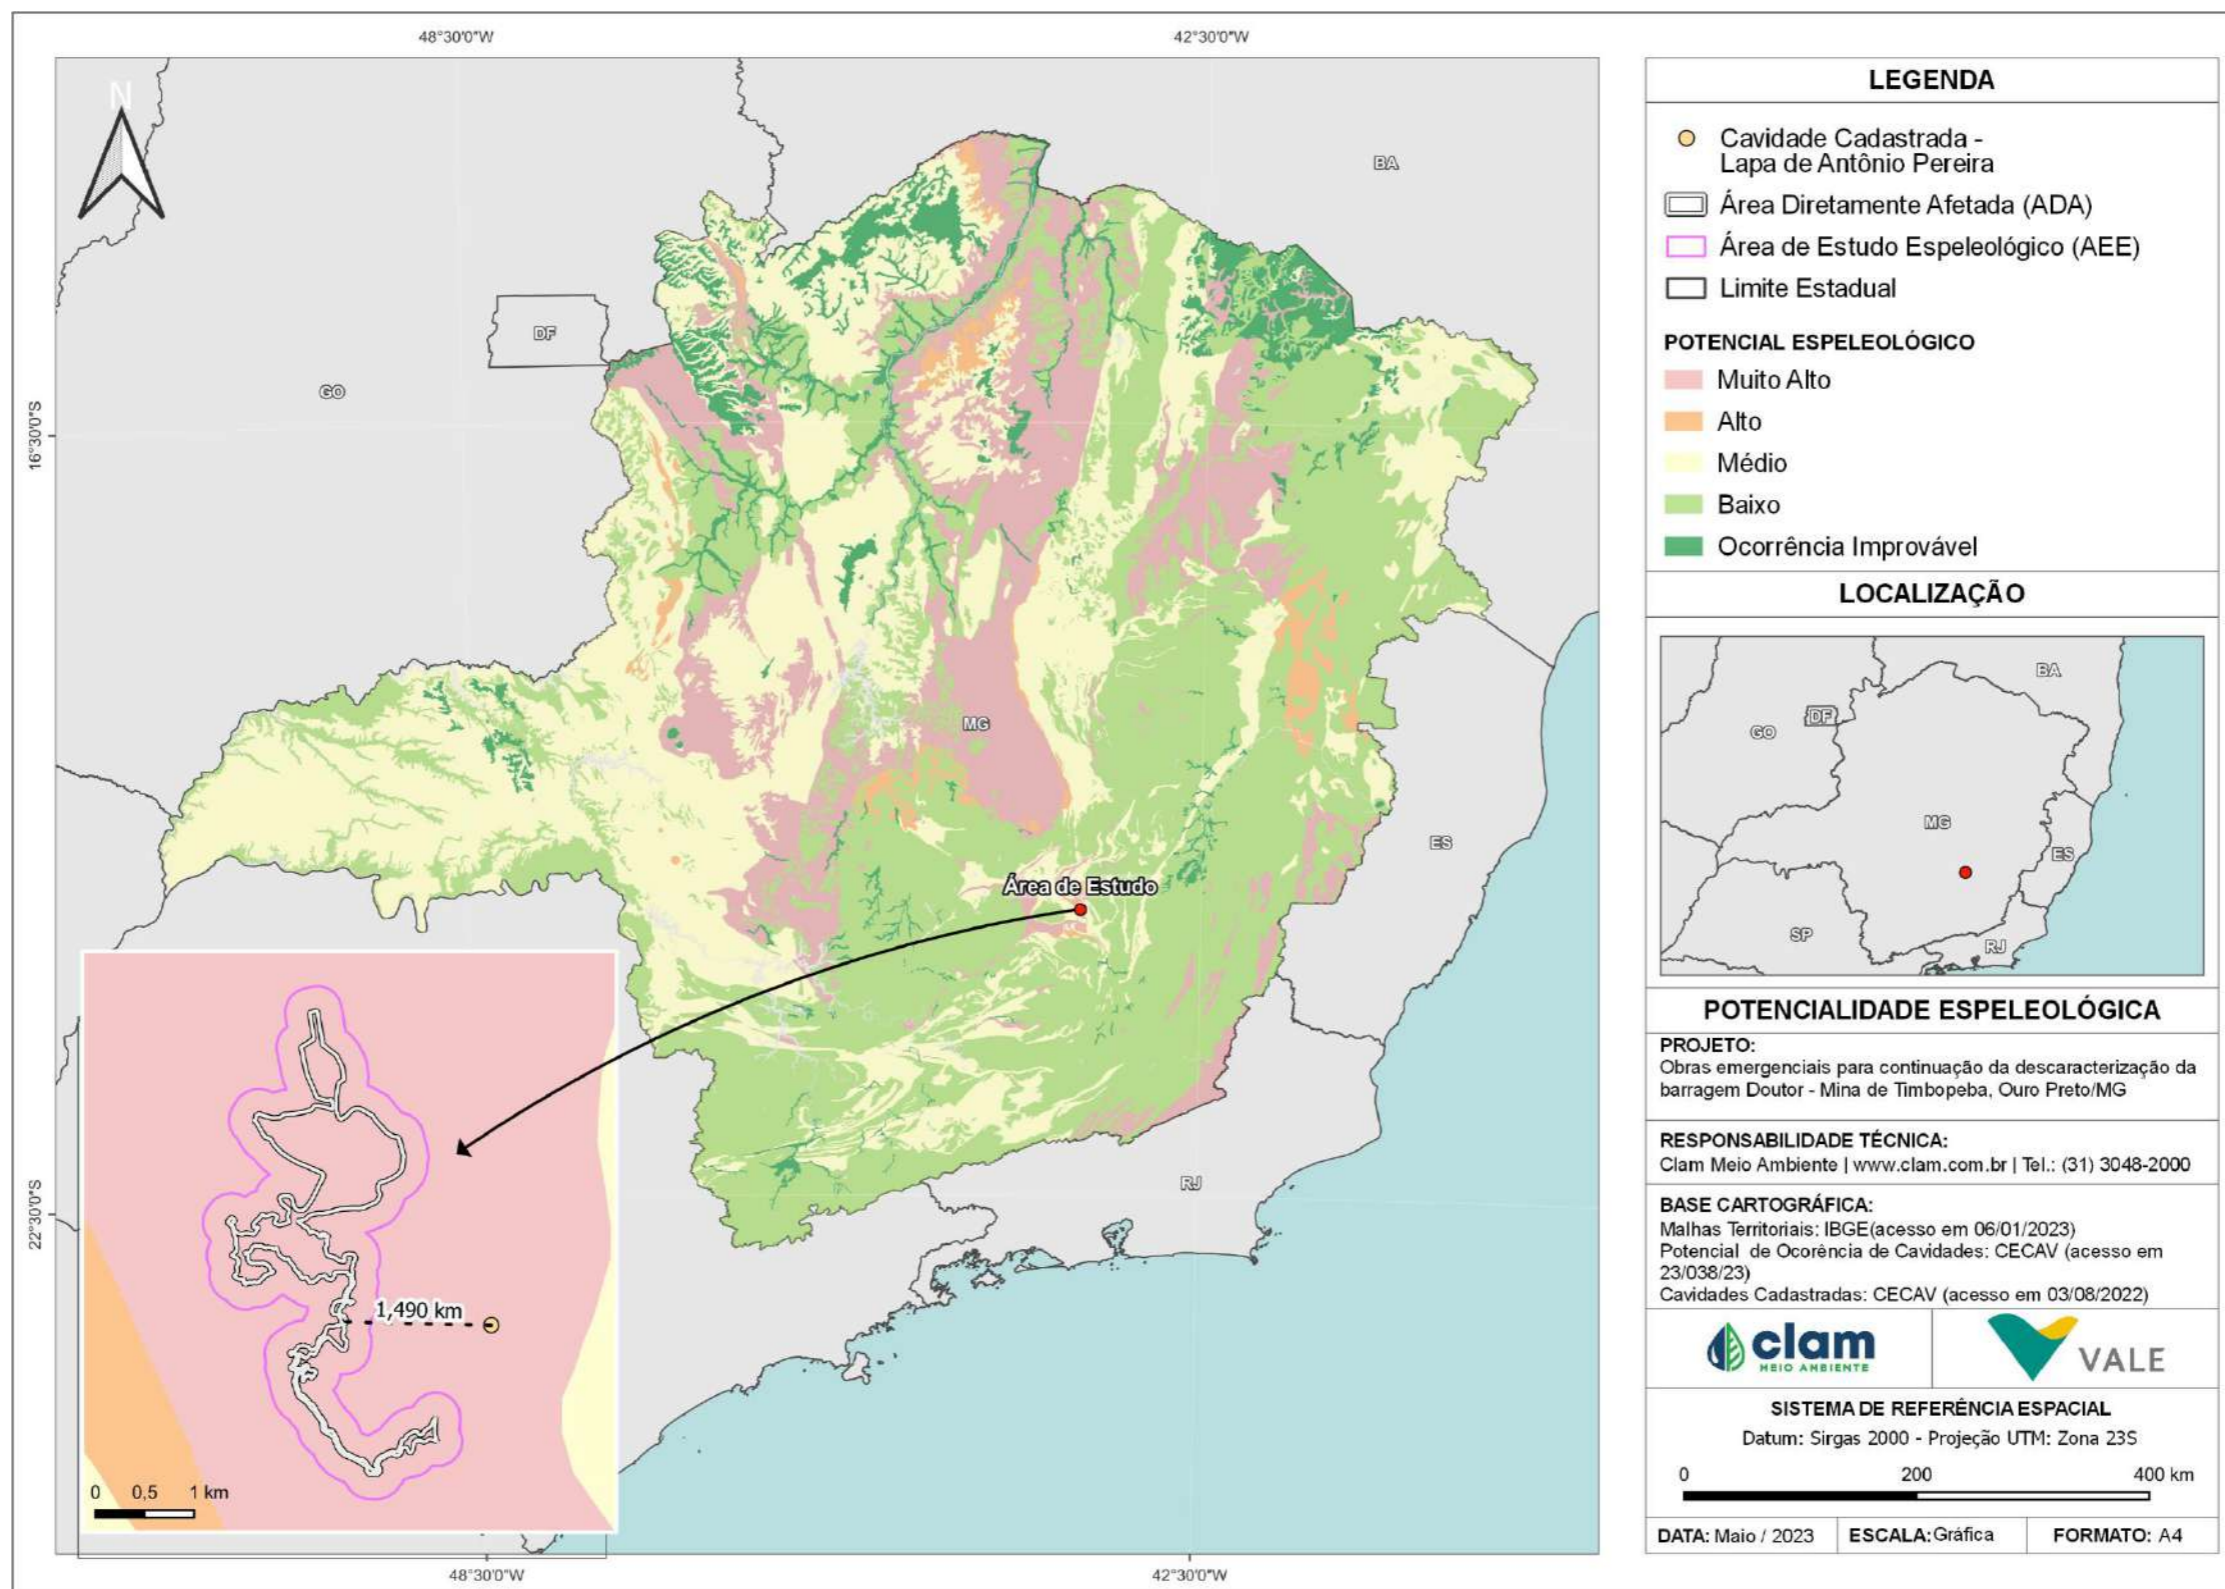 48°30'0"W
42°30'0"W
N
BA
DF
GO
16°30'0"S
MG
ES
Área de Estudo
RJ
22°30'0"S
1,490 km
0 0,5 1 km
48°30'0"W
42°30'0"W
LEGENDA
Cavidade Cadastrada -
Lapa de Antônio Pereira
Área Diretamente Afetada (ADA)
Área de Estudo Espeleológico (AEE)
Limite Estadual
POTENCIAL ESPELEOLÓGICO
Muito Alto
Alto
Médio
Baixo
Ocorrência Improvável
LOCALIZAÇÃO
BA
DF
GO
MG
ES
SP
RJ
POTENCIALIDADE ESPELEOLÓGICA
PROJETO:
Obras emergenciais para continuação da descaracterização da
barragem Doutor - Mina de Timbopeba, Ouro Preto/MG
RESPONSABILIDADE TÉCNICA:
Clam Meio Ambiente | www.clam.com.br | Tel.: (31) 3048-2000
BASE CARTOGRÁFICA:
Malhas Territoriais: IBGE(acesso em 06/01/2023)
Potencial de Ocorência de Cavidades: CECAV (acesso em
23/038/23)
Cavidades Cadastradas: CECAV (acesso em 03/08/2022)
clam
MEIO AMBIENTE
VALE
SISTEMA DE REFERÊNCIA ESPACIAL
Datum: Sirgas 2000 - Projeção UTM: Zona 23S
0 200 400 km
DATA: Maio / 2023 ESCALA: Gráfica FORMATO: A4